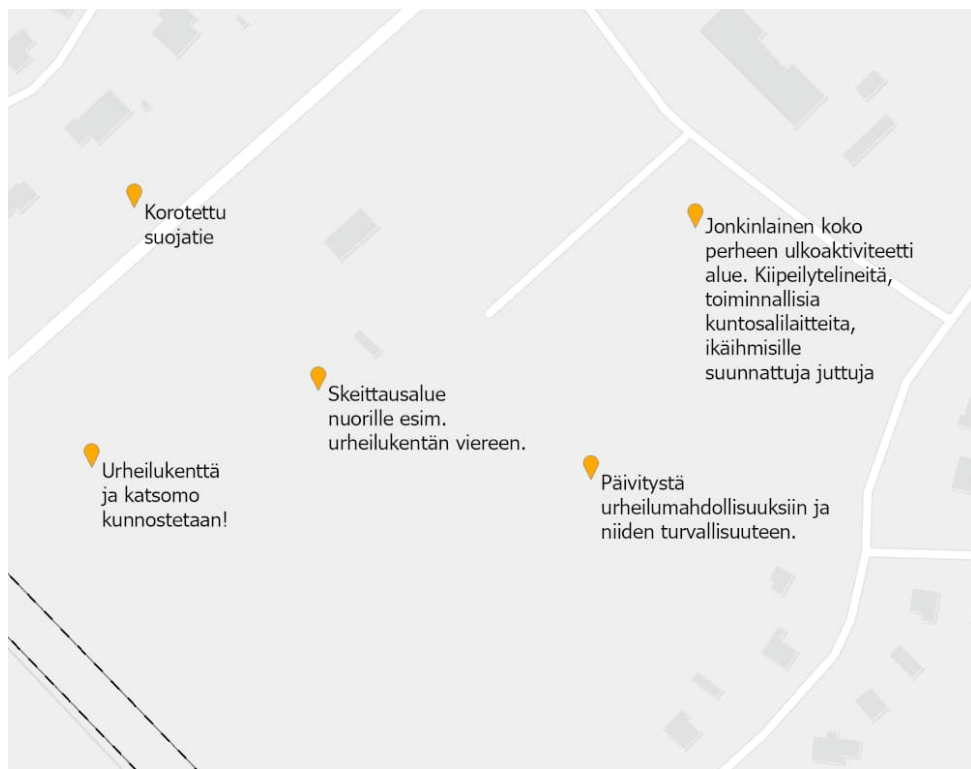 Korotettu
suojatie
Jonkinlainen koko
perheen ulkoaktiviteetti
alue. Kiipeilytelineitä,
toiminnallisia
kuntosalilaitteita,
ikäihmisille
suunnattuja juttuja
Skeittausalue
nuorille esim.
urheilukentän viereen.
Urheilukenttä
ja katsomo
kunnostetaan!
Päivitystä
urheilumahdollisuuksiin ja
niiden turvallisuuteen.